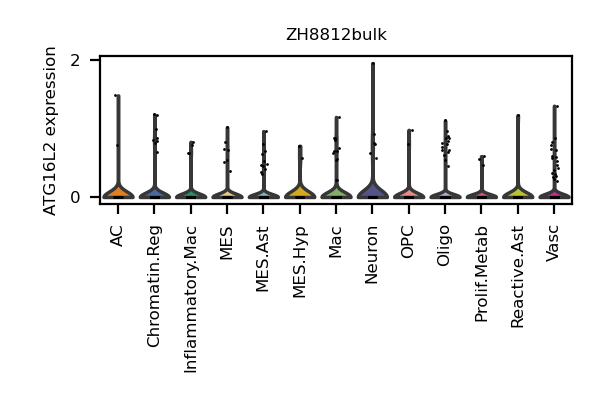 ZH8812bulk
ATG16L2 expression
2
0
AC
Chromatin.Reg
Inflammatory.Mac
MES
MES.Ast
MES.Hyp
Mac
Neuron
OPC
Oligo
Prolif.Metab
Reactive.Ast
Vasc